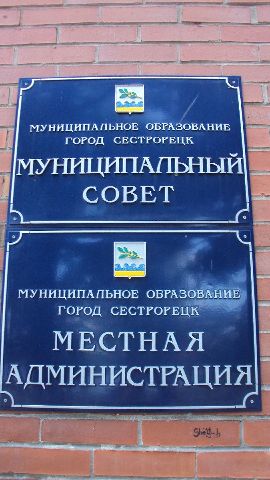 МУНИЦИПАЛЬНОЕ ОБРАЗОВАНИЕ
ГОРОД СЕСТРОРЕЦК
МУНИЦИПАЛЬНЫЙ
СОВЕТ
МУНИЦИПАЛЬНОЕ ОБРАЗОВАНИЕ
ГОРОД СЕСТРОРЕЦК
МЕСТНАЯ
АДМИНИСТРАЦИЯ